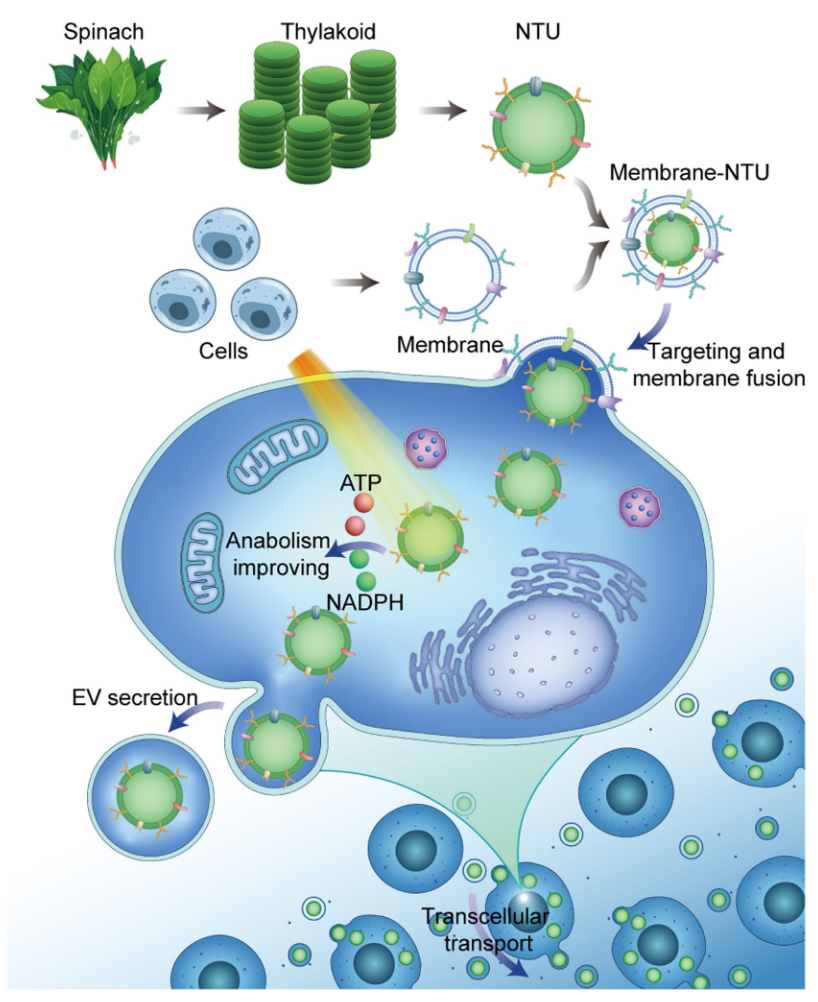 Spinach
Thylakoid
NTU
Membrane-NTU
Cells
Membrane
Targeting and
membrane fusion
ATP
Anabolism
improving
NADPH
EV secretion
Transcellular
transport